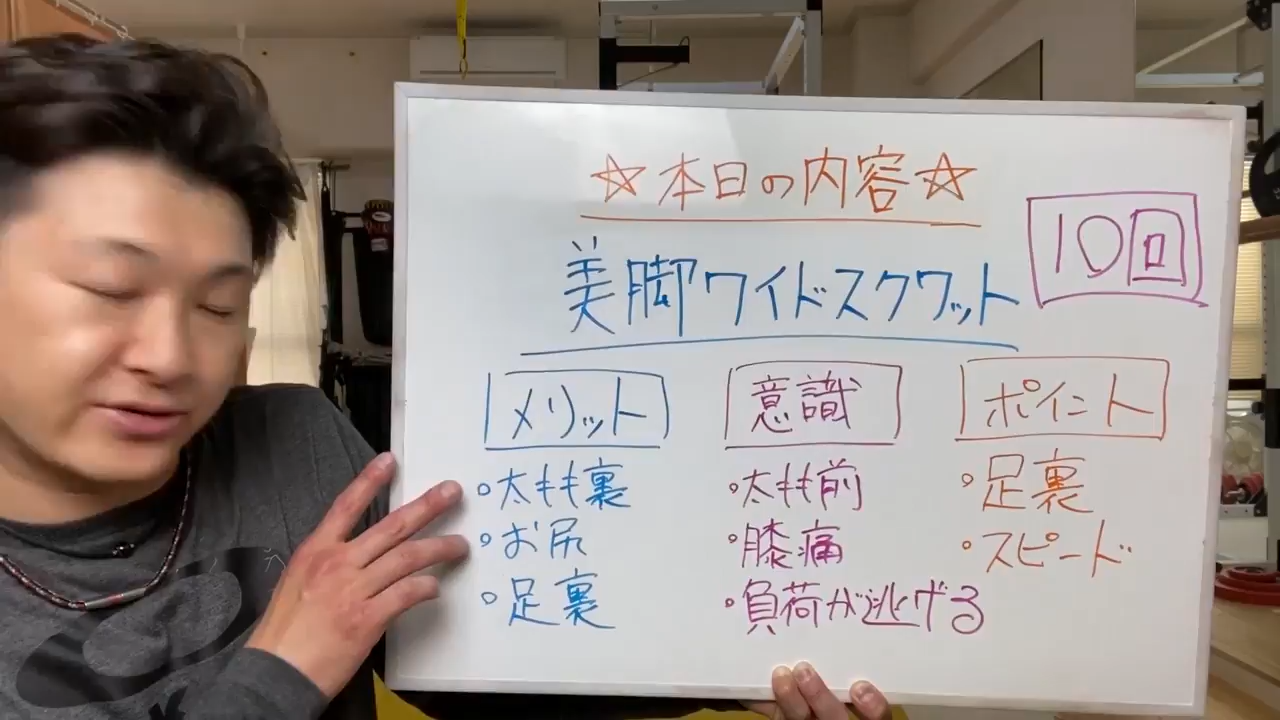 ☆本日の内容☆
10回
美脚ワイドスクワット
メリット
・太もも裏
・お尻
・足裏
意識
・太もも前
・膝痛
・負荷が逃げる
ポイント
・足裏
・スピード